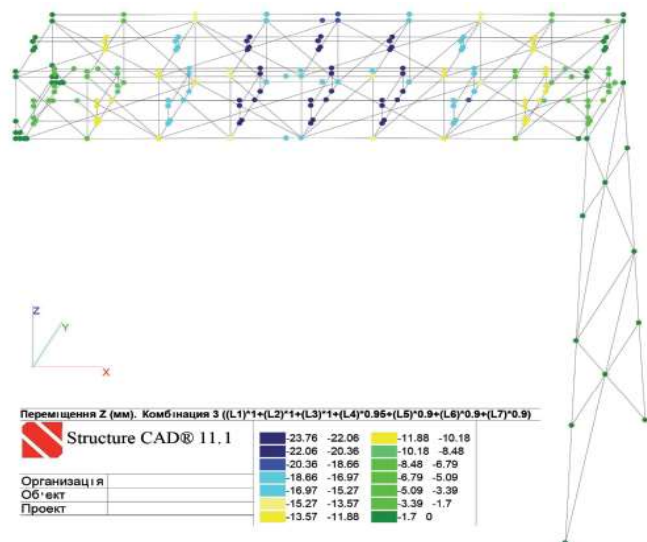 Z
Y
X
Переміщення Z (мм). Комбінація 3 ((L1)*1+(L2)*1+(L3)*1+(L4)*0.95+(L5)*0.9+(L6)*0.9+(L7)*0.9)
Structure CAD® 11.1
Организация
Об'ект
Проект
-23.76 -22.06
-22.06 -20.36
-20.36 -18.66
-18.66 -16.97
-16.97 -15.27
-15.27 -13.57
-13.57 -11.88
-11.88 -10.18
-10.18 -8.48
-8.48 -6.79
-6.79 -5.09
-5.09 -3.39
-3.39 -1.7
-1.7 0